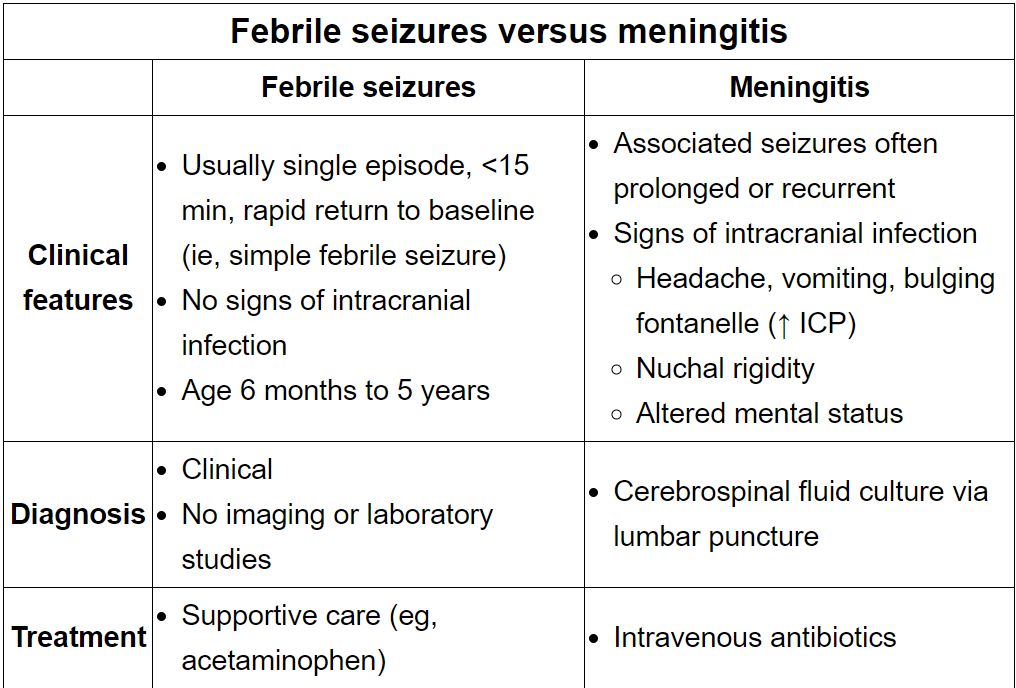 Febrile seizures versus meningitis
Febrile seizures
Meningitis
Clinical
features
• Usually single episode, <15
min, rapid return to baseline
(ie, simple febrile seizure)
• No signs of intracranial
infection
• Age 6 months to 5 years
• Associated seizures often
prolonged or recurrent
• Signs of intracranial infection
○ Headache, vomiting, bulging
fontanelle (↑ ICP)
○ Nuchal rigidity
○ Altered mental status
Diagnosis
• Clinical
• No imaging or laboratory
studies
• Cerebrospinal fluid culture via
lumbar puncture
Treatment
• Supportive care (eg,
acetaminophen)
• Intravenous antibiotics